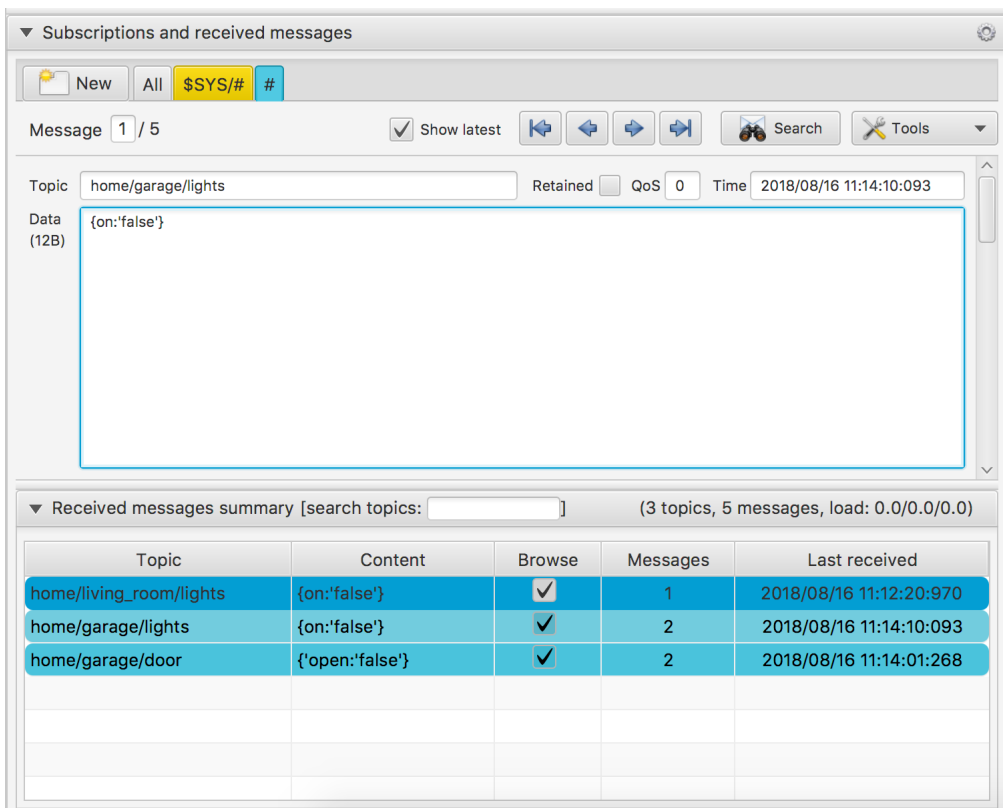 Subscriptions and received messages
New All $SYS/# #
Message 1 / 5 Show latest Search Tools
Topic home/garage/lights Retained QoS 0 Time 2018/08/16 11:14:10:093
Data {on:'false'}
(12B)
Received messages summary [search topics: ] (3 topics, 5 messages, load: 0.0/0.0/0.0)
Topic Content Browse Messages Last received
home/living_room/lights {on:'false'} 1 2018/08/16 11:12:20:970
home/garage/lights {on:'false'} 2 2018/08/16 11:14:10:093
home/garage/door {'open:'false'} 2 2018/08/16 11:14:01:268